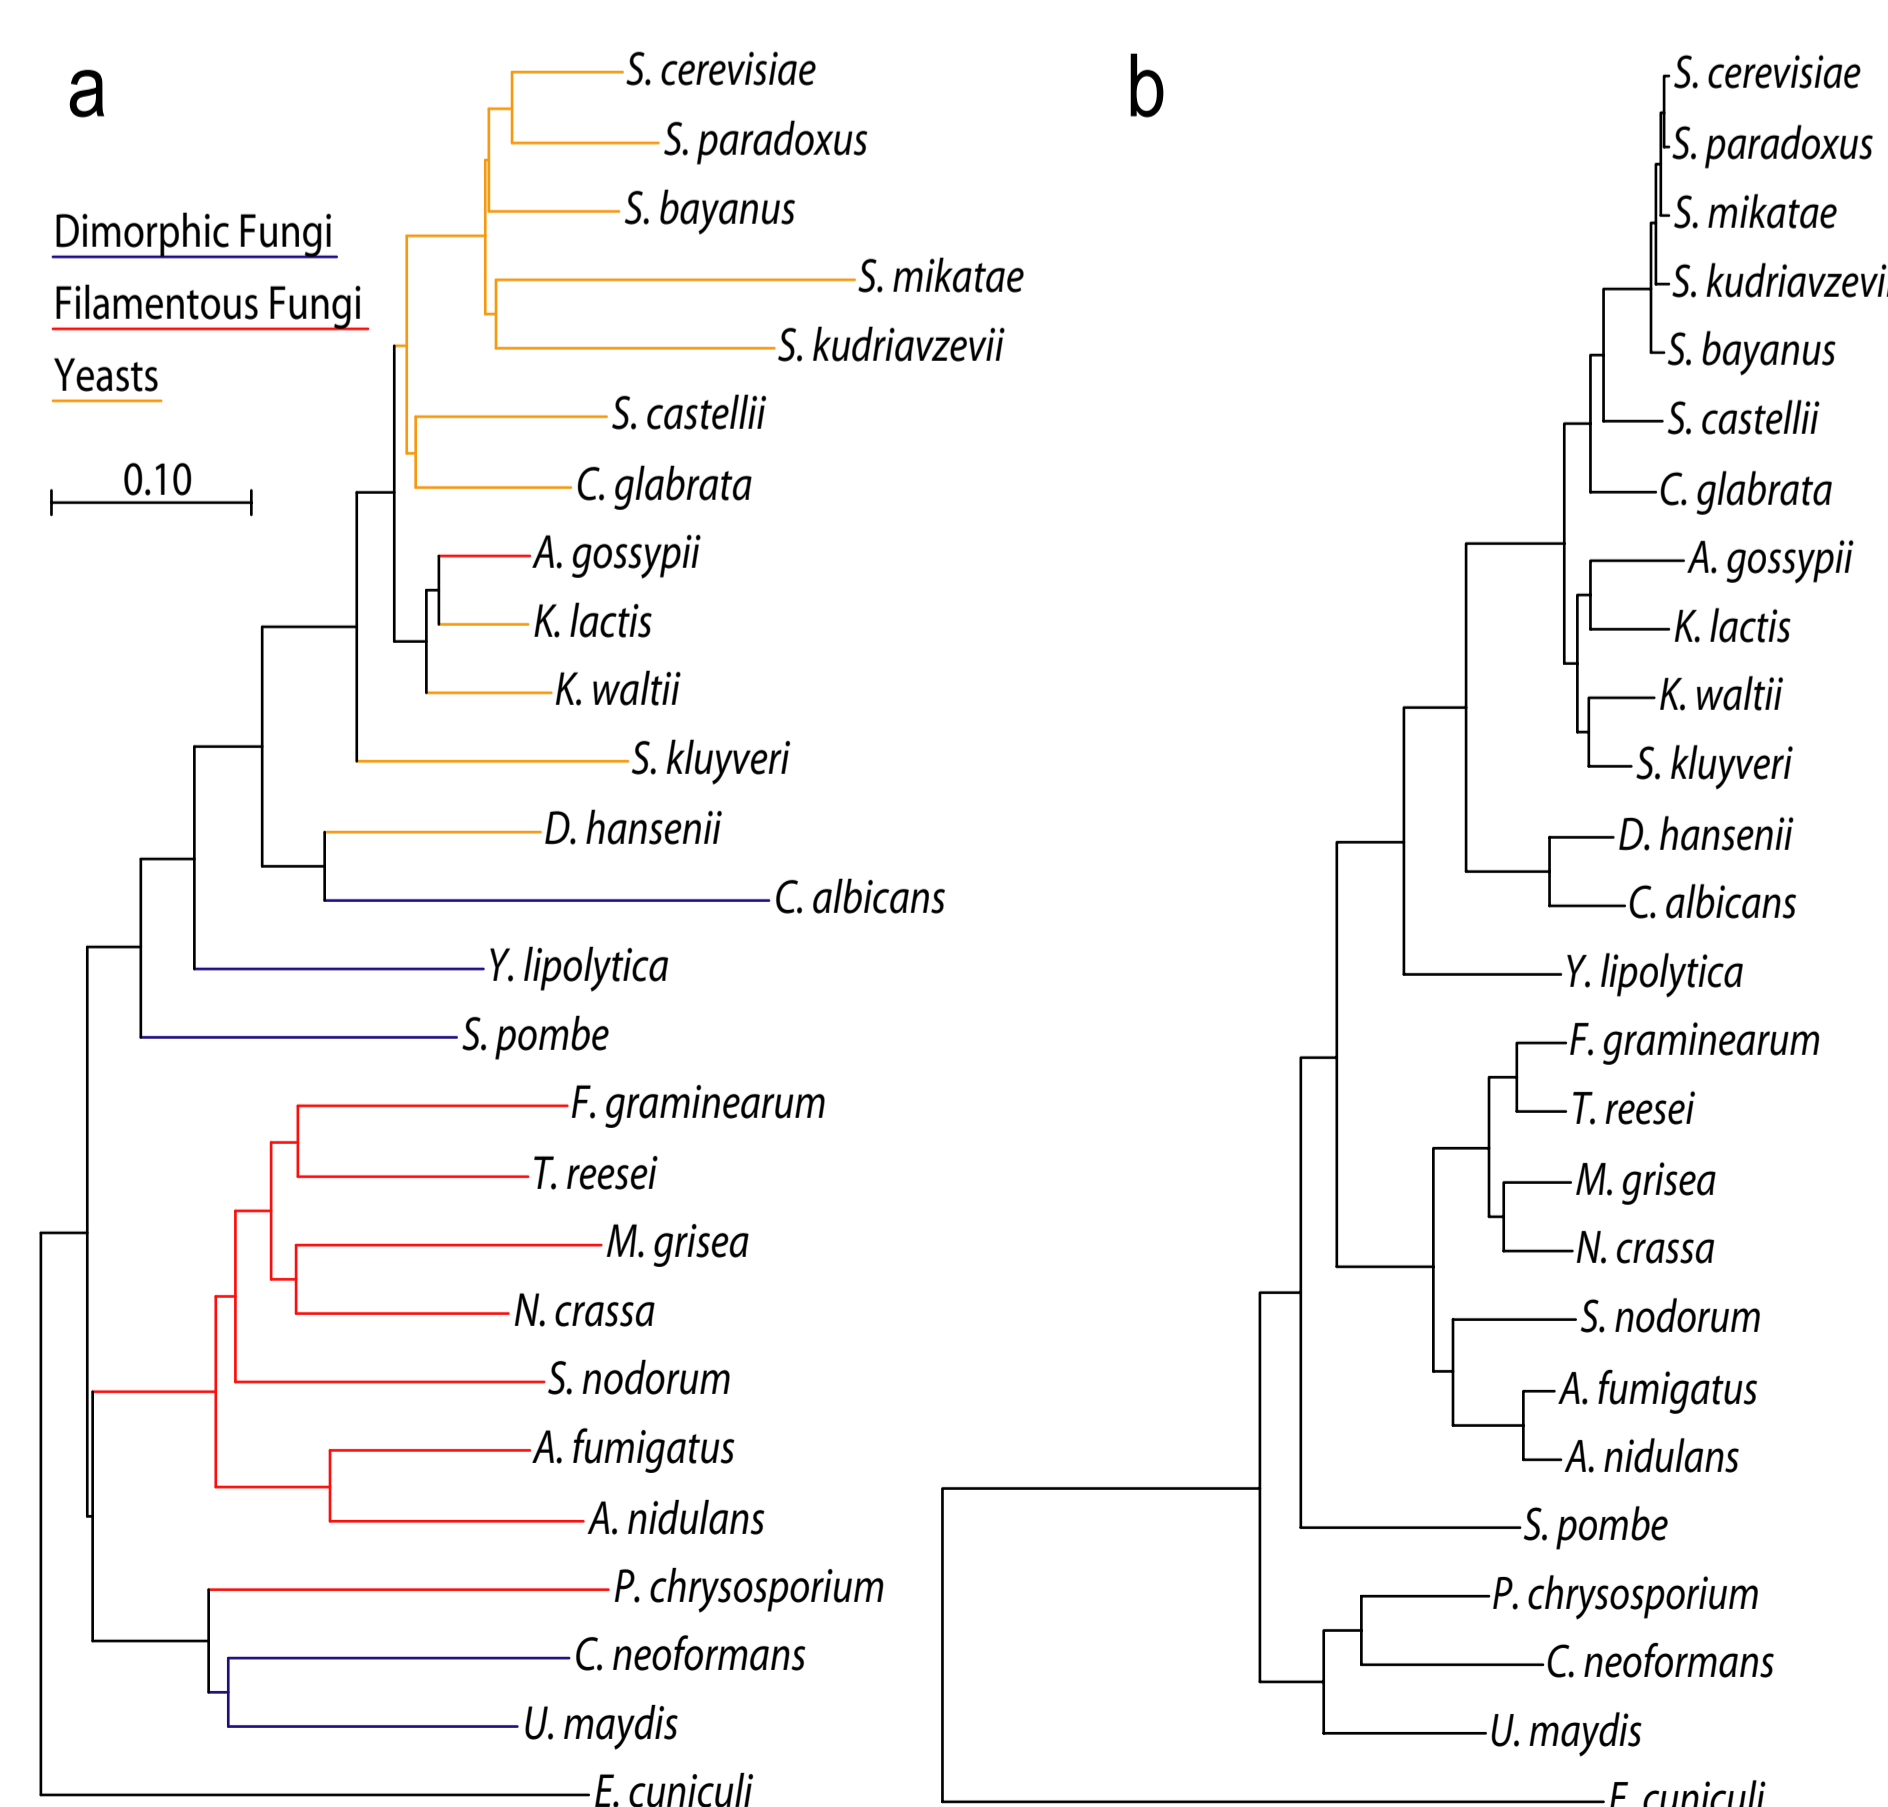 a
S. cerevisiae
S. paradoxus
S. bayanus
Dimorphic Fungi
S. mikatae
Filamentous Fungi
S. kudriavzevii
Yeasts
S. castellii
0.10
C. glabrata
A. gossypii
K. lactis
K. waltii
S. kluyveri
D. hansenii
C. albicans
Y. lipolytica
S. pombe
F. graminearum
T. reesei
M. grisea
N. crassa
S. nodorum
A. fumigatus
A. nidulans
P. chrysosporium
C. neoformans
U. maydis
E. cuniculi
b
S. cerevisiae
S. paradoxus
S. mikatae
S. kudriavzevii
S. bayanus
S. castellii
C. glabrata
A. gossypii
K. lactis
K. waltii
S. kluyveri
D. hansenii
C. albicans
Y. lipolytica
F. graminearum
T. reesei
M. grisea
N. crassa
S. nodorum
A. fumigatus
A. nidulans
S. pombe
P. chrysosporium
C. neoformans
U. maydis
E. cuniculi